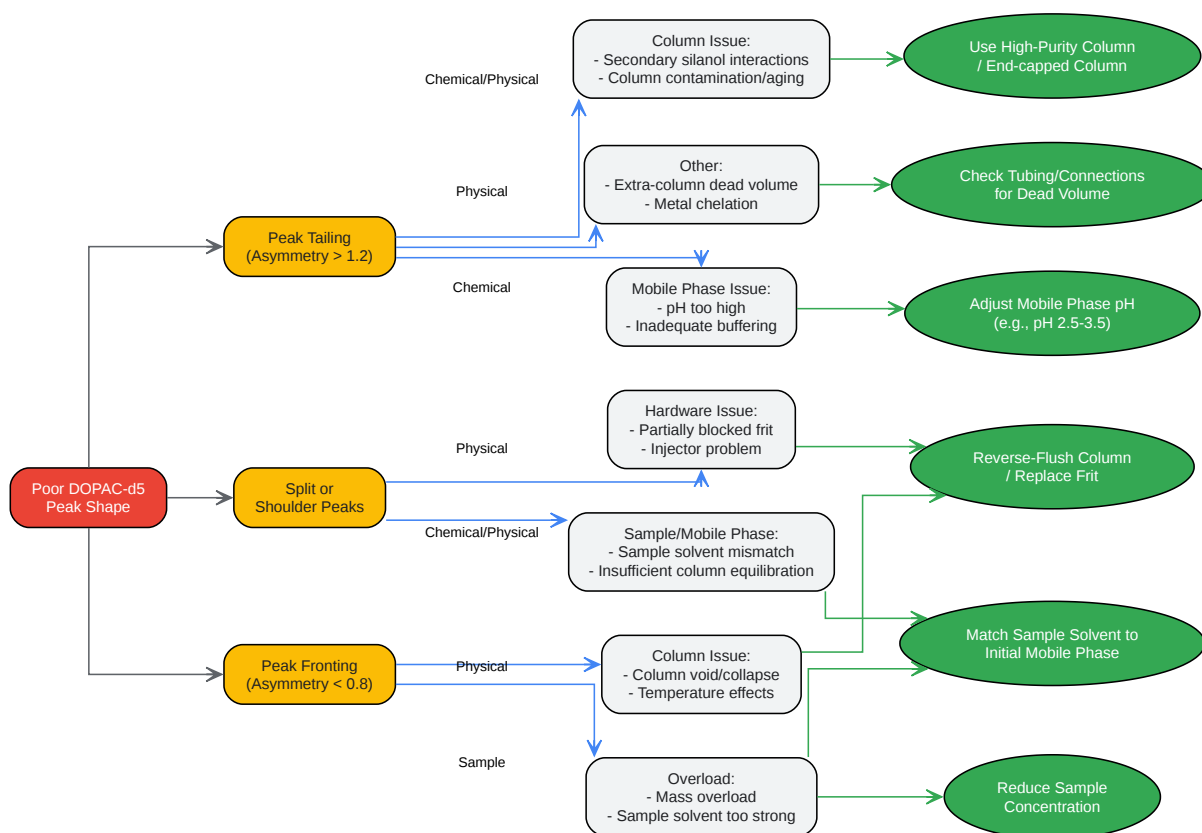 Column Issue:
- Secondary silanol interactions
- Column contamination/aging
Use High-Purity Column
/ End-capped Column
Chemical/Physical
Other:
- Extra-column dead volume
- Metal chelation
Check Tubing/Connections
for Dead Volume
Physical
Peak Tailing
(Asymmetry > 1.2)
Chemical
Mobile Phase Issue:
- pH too high
- Inadequate buffering
Adjust Mobile Phase pH
(e.g., pH 2.5-3.5)
Hardware Issue:
- Partially blocked frit
- Injector problem
Reverse-Flush Column
/ Replace Frit
Physical
Poor DOPAC-d5
Peak Shape
Split or
Shoulder Peaks
Chemical/Physical
Sample/Mobile Phase:
- Sample solvent mismatch
- Insufficient column equilibration
Match Sample Solvent to
Initial Mobile Phase
Peak Fronting
(Asymmetry < 0.8)
Physical
Column Issue:
- Column void/collapse
- Temperature effects
Sample
Overload:
- Mass overload
- Sample solvent too strong
Reduce Sample
Concentration